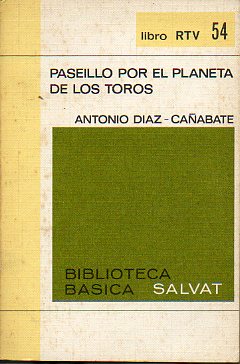 libro RTV 54
PASEILLO POR EL PLANETA
DE LOS TOROS
ANTONIO DIAZ-CAÑABATE
BIBLIOTECA
BASICA SALVAT